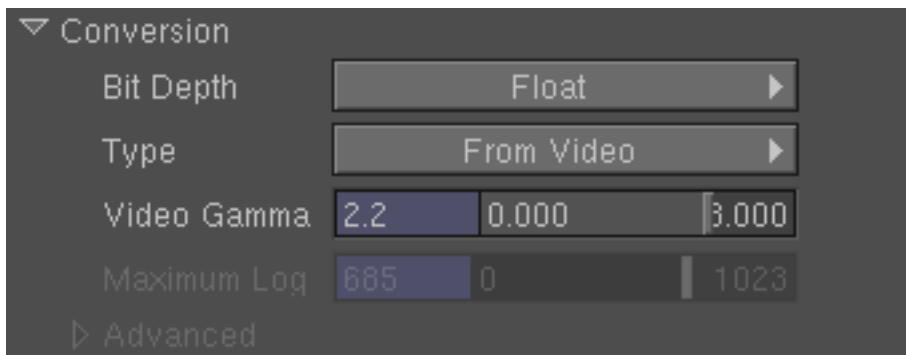 Conversion
Bit Depth Float
Type From Video
Video Gamma 2.2 0.000 3.000
Maximum Log 685 0 1023
Advanced